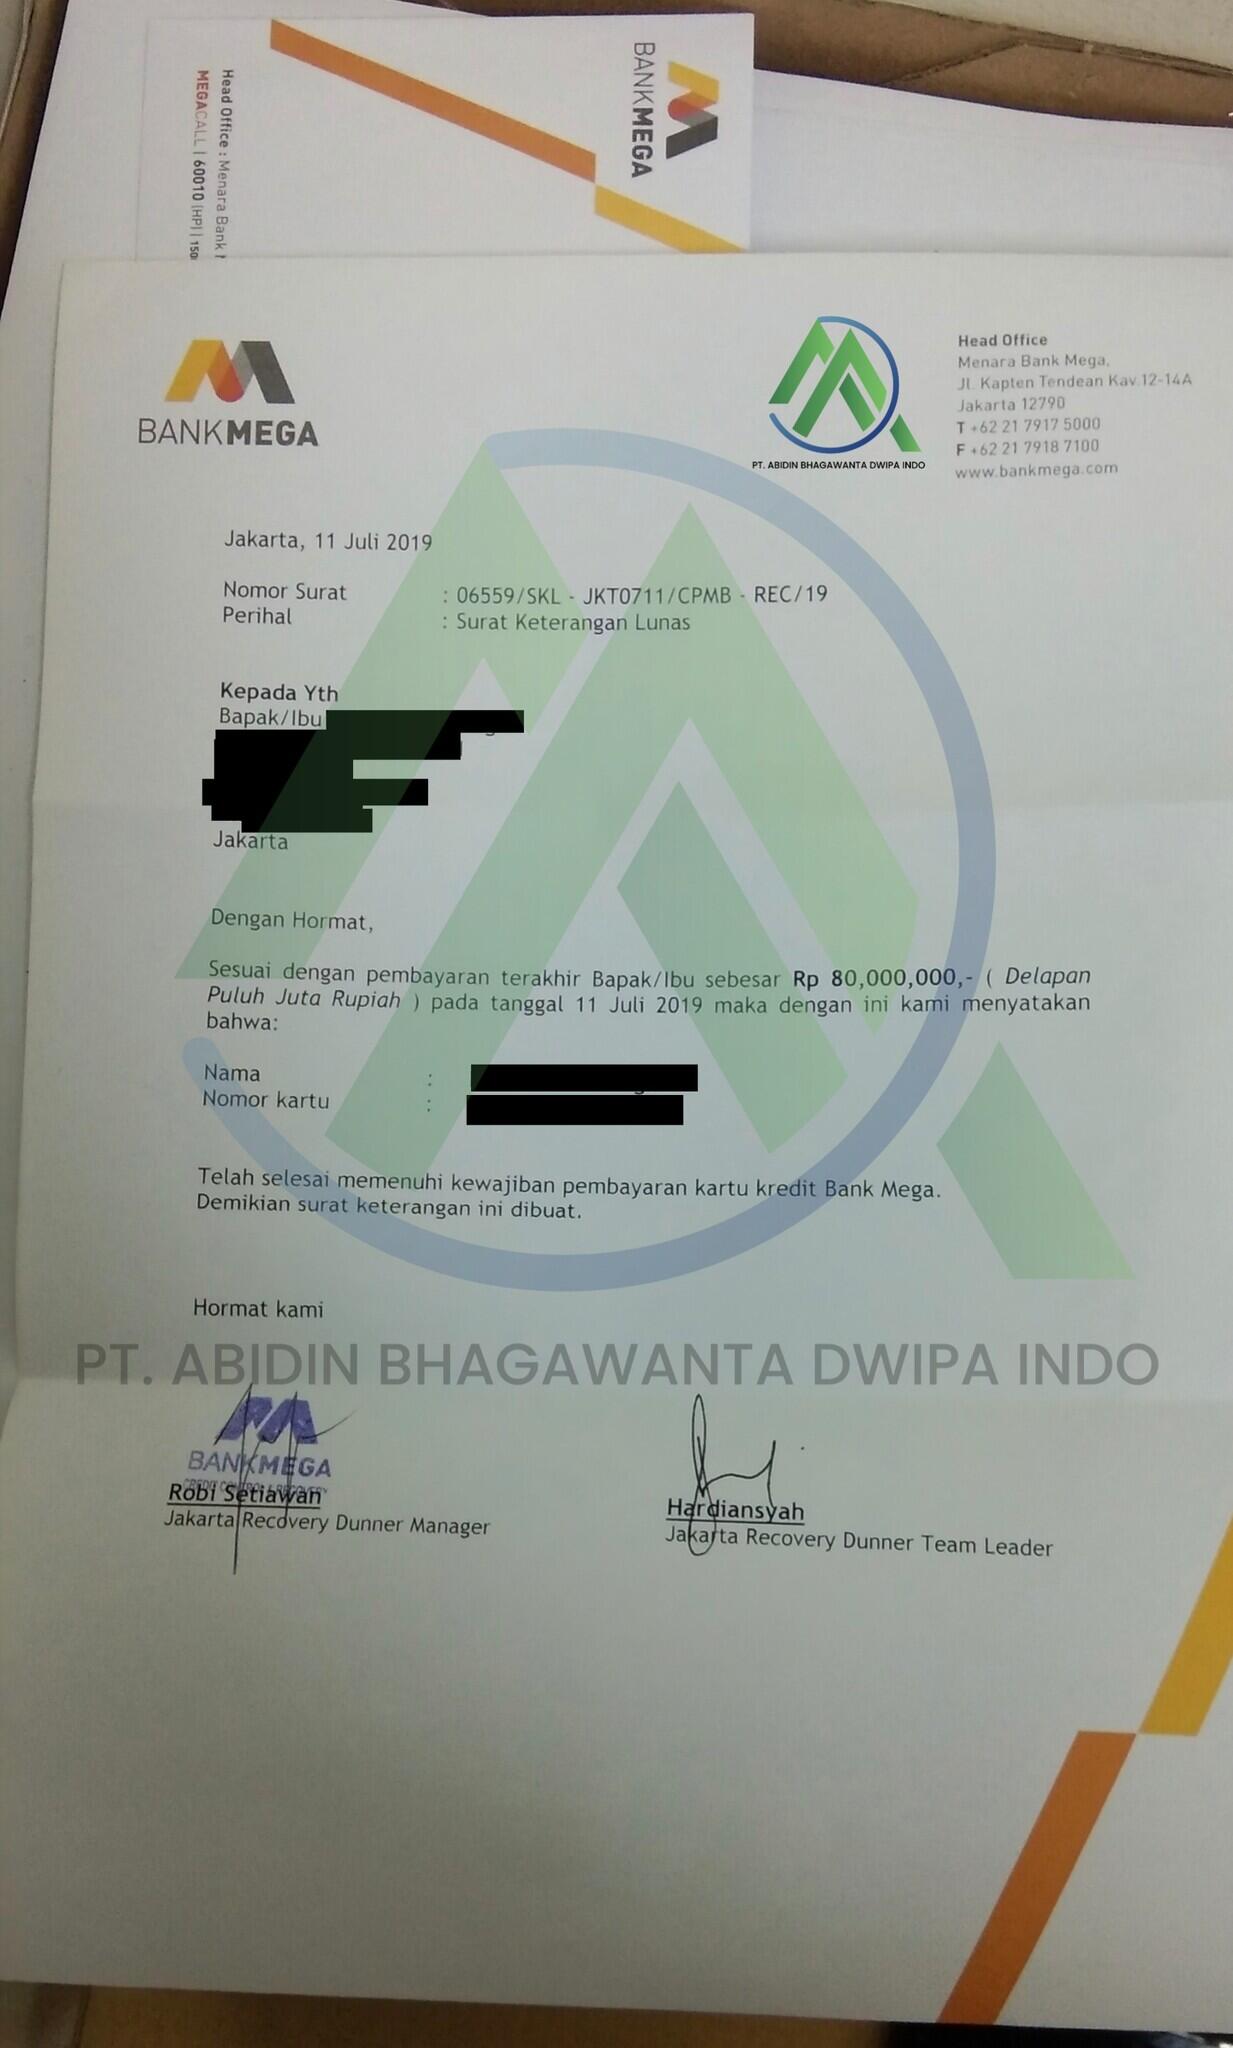 BANKMEGA
Head Office : Menara Bank
MEGACALL | 60010 (HP) | 150
BANKMEGA
PT. ABIDIN BHAGAWANTA DWIPA INDO
Head Office
Menara Bank Mega,
Jl. Kapten Tendean Kav.12-14A
Jakarta 12790
T +62 21 7917 5000
F +62 21 7918 7100
www.bankmega.com
Jakarta, 11 Juli 2019
Nomor Surat : 06559/SKL - JKT0711/CPMB - REC/19
Perihal : Surat Keterangan Lunas
Kepada Yth
Bapak/Ibu
Jakarta
Dengan Hormat,
Sesuai dengan pembayaran terakhir Bapak/Ibu sebesar Rp 80,000,000,- ( Delapan
Puluh Juta Rupiah ) pada tanggal 11 Juli 2019 maka dengan ini kami menyatakan
bahwa:
Nama :
Nomor kartu :
Telah selesai memenuhi kewajiban pembayaran kartu kredit Bank Mega.
Demikian surat keterangan ini dibuat.
Hormat kami
PT. ABIDIN BHAGAWANTA DWIPA INDO
BANKMEGA
CREDIT CONTROL & RECOVERY
Robi Setiawan
Jakarta Recovery Dunner Manager
Hardiansyah
Jakarta Recovery Dunner Team Leader